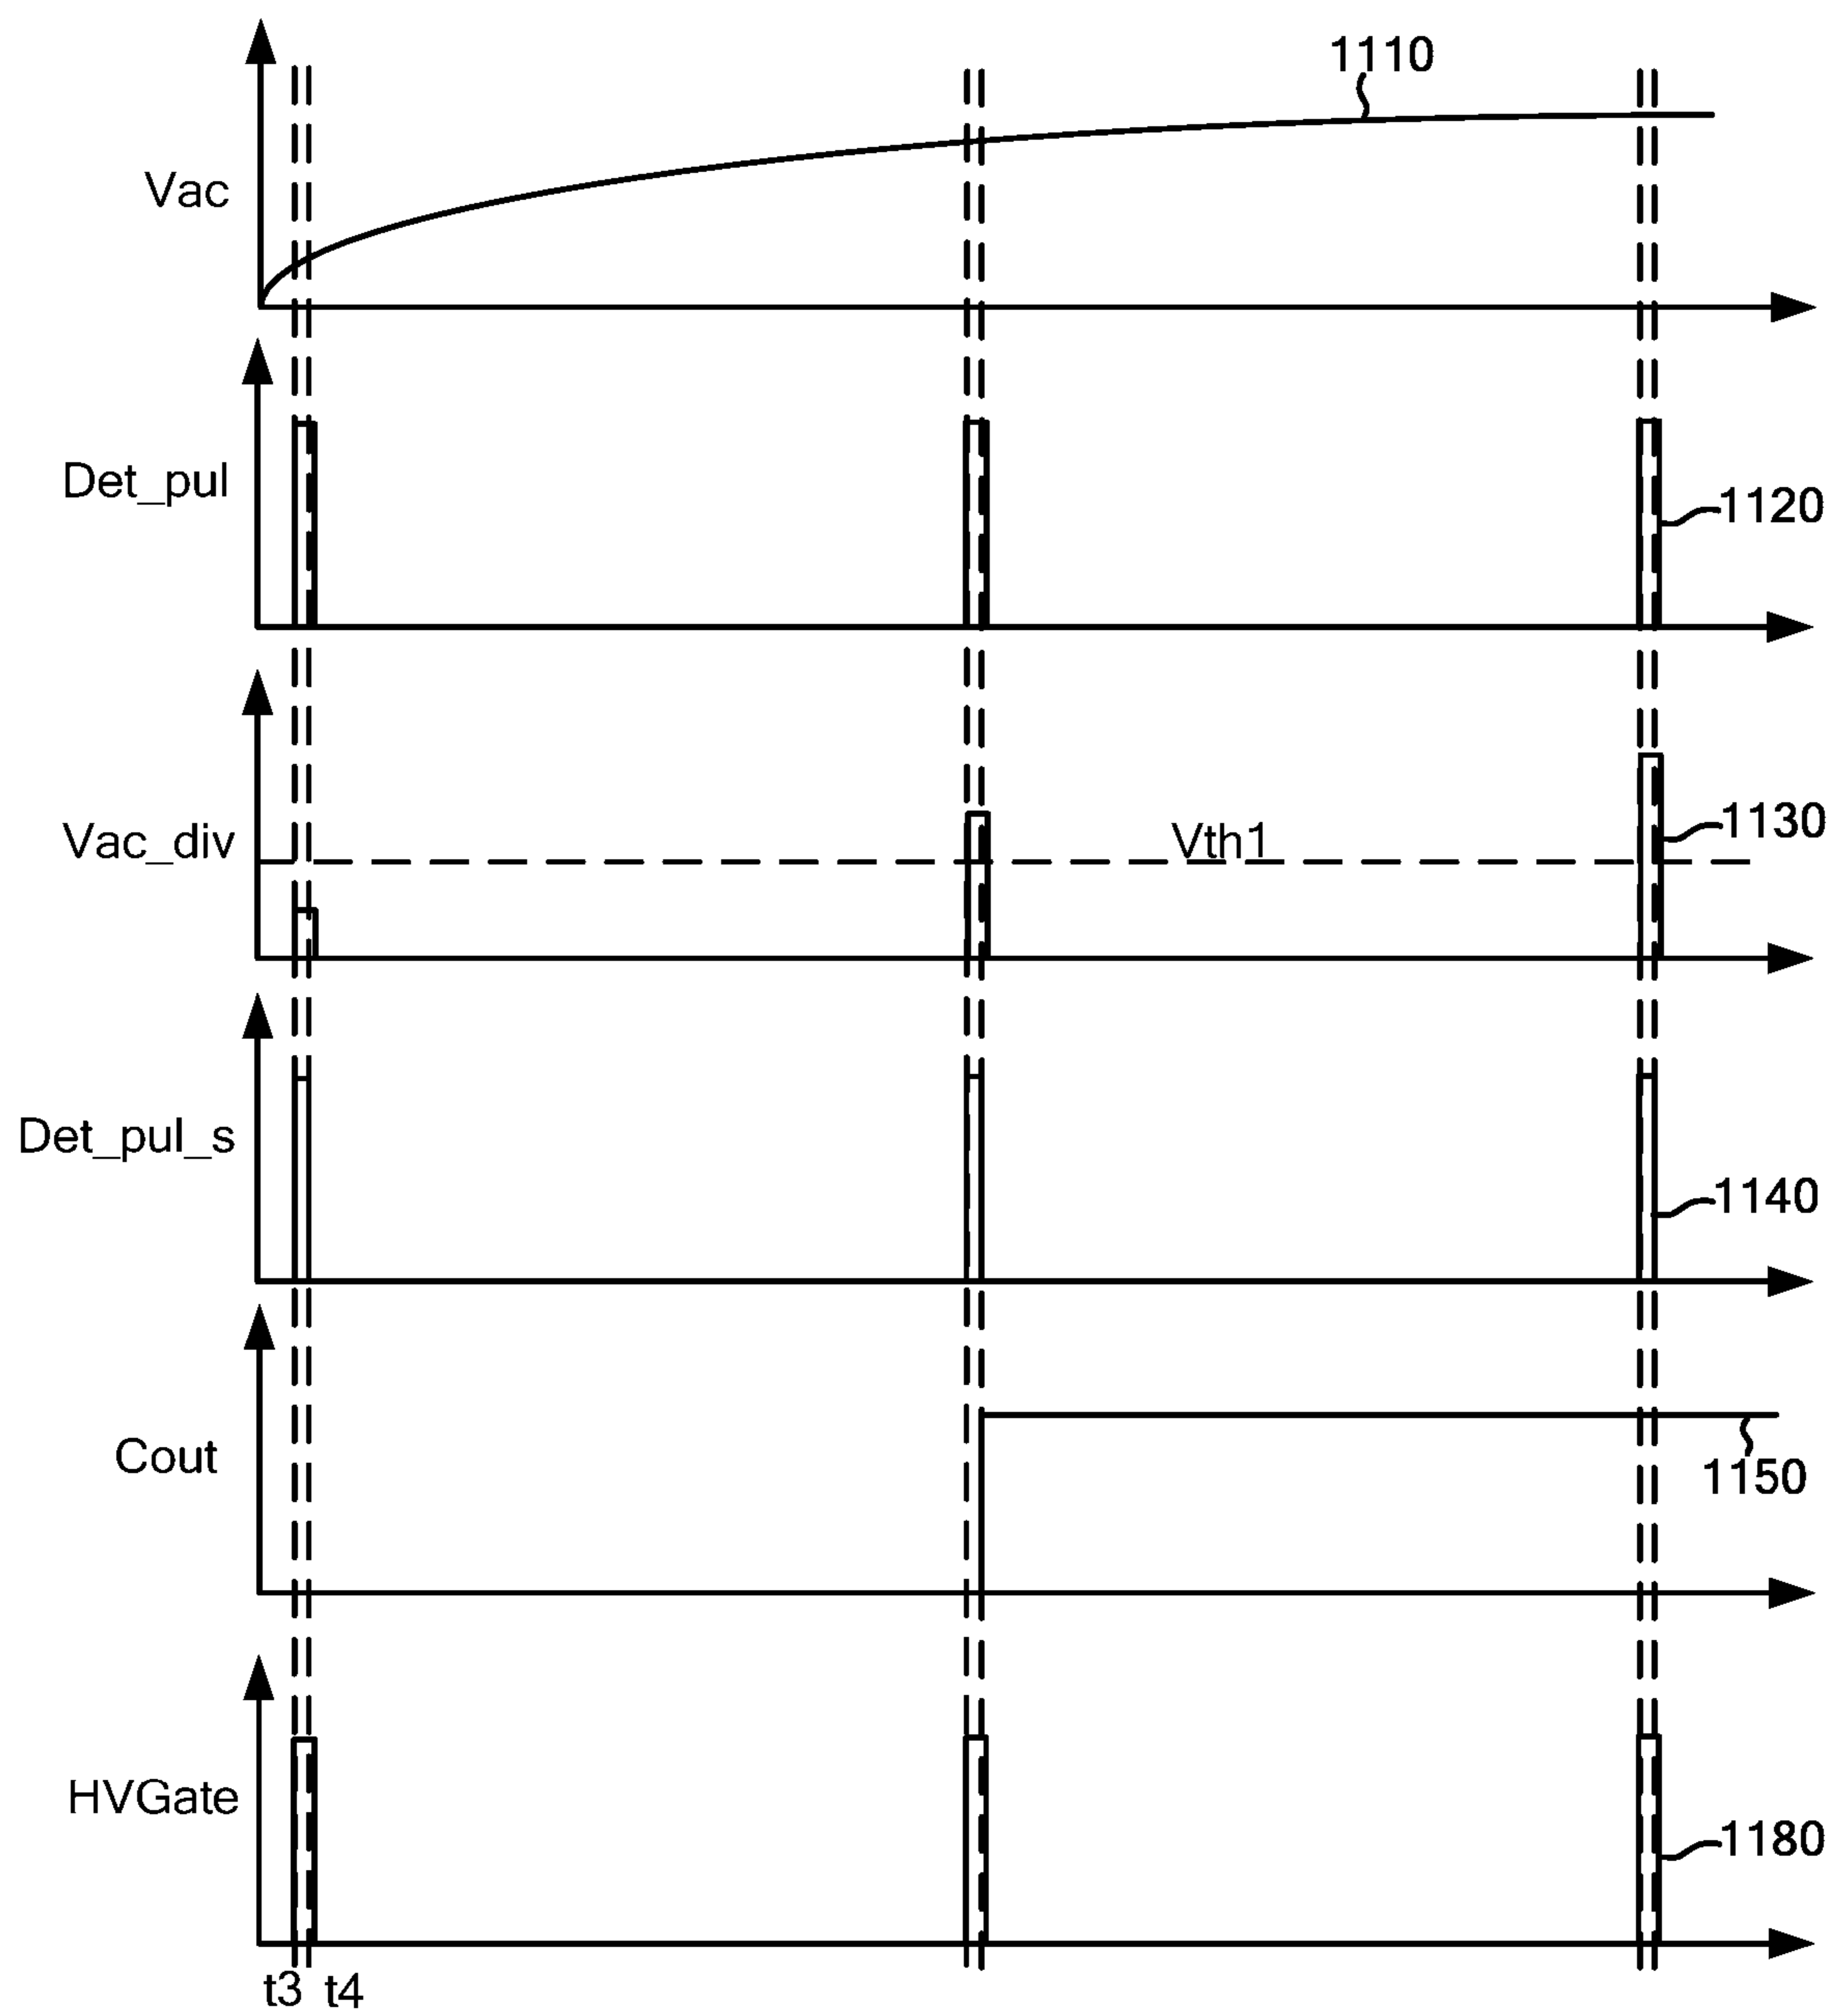 1110
Vac
Det_pul
1120
Vac_div
Vth1
1130
Det_pul_s
1140
Cout
1150
HVGate
1180
t3
t4